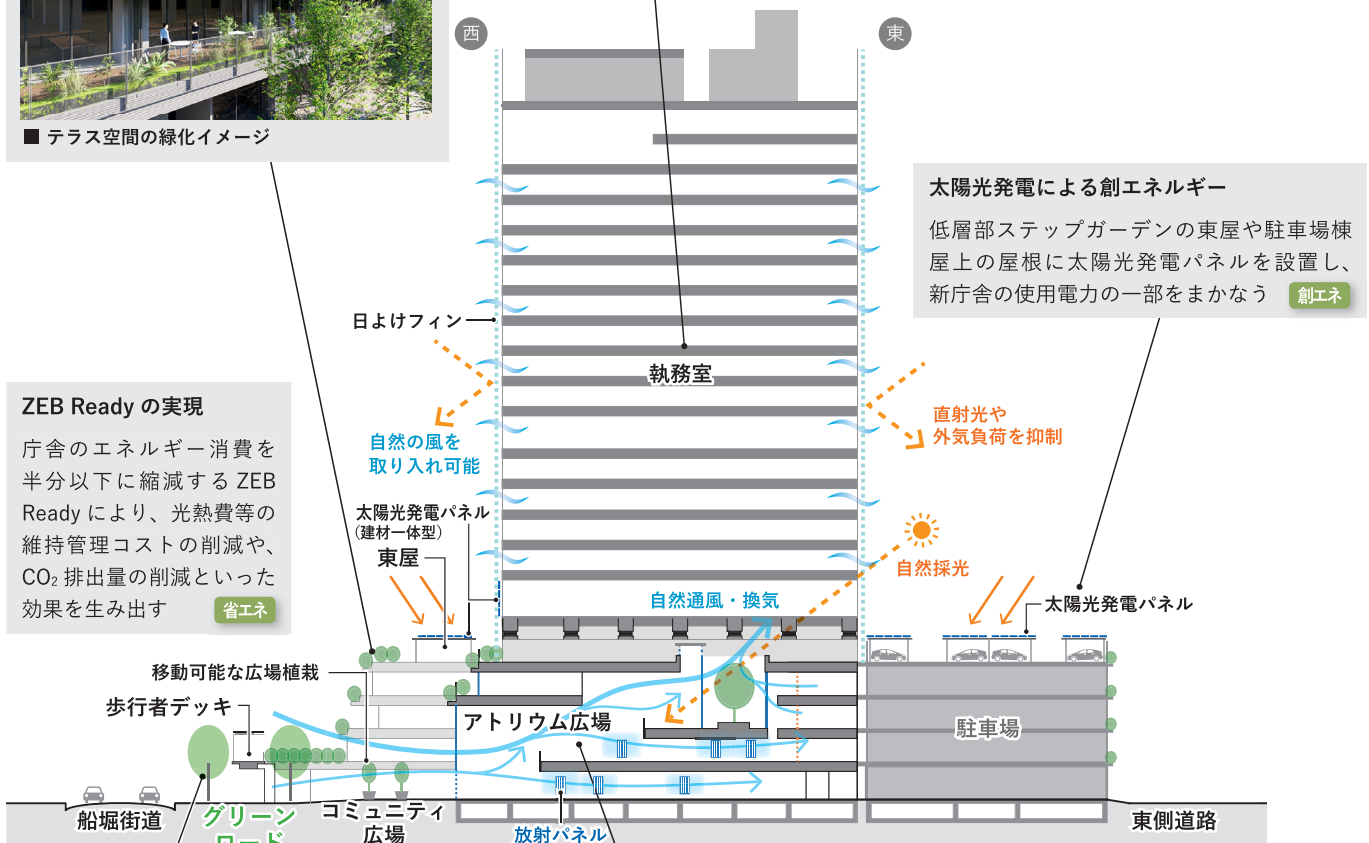 西
東
■ テラス空間の緑化イメージ
太陽光発電による創エネルギー
低層部ステップガーデンの東屋や駐車場棟
屋上の屋根に太陽光発電パネルを設置し、
新庁舎の使用電力の一部をまかなう 創エネ
日よけフィン
執務室
ZEB Ready の実現
庁舎のエネルギー消費を
半分以下に縮減する ZEB
Ready により、光熱費等の
維持管理コストの削減や、
CO₂ 排出量の削減といった
効果を生み出す 省エネ
自然の風を
取り入れ可能
直射光や
外気負荷を抑制
太陽光発電パネル
（建材一体型）
東屋
自然採光
自然通風・換気
太陽光発電パネル
移動可能な広場植栽
歩行者デッキ
アトリウム広場
駐車場
船堀街道
グリーン
ロード
コミュニティ
広場
放射パネル
東側道路